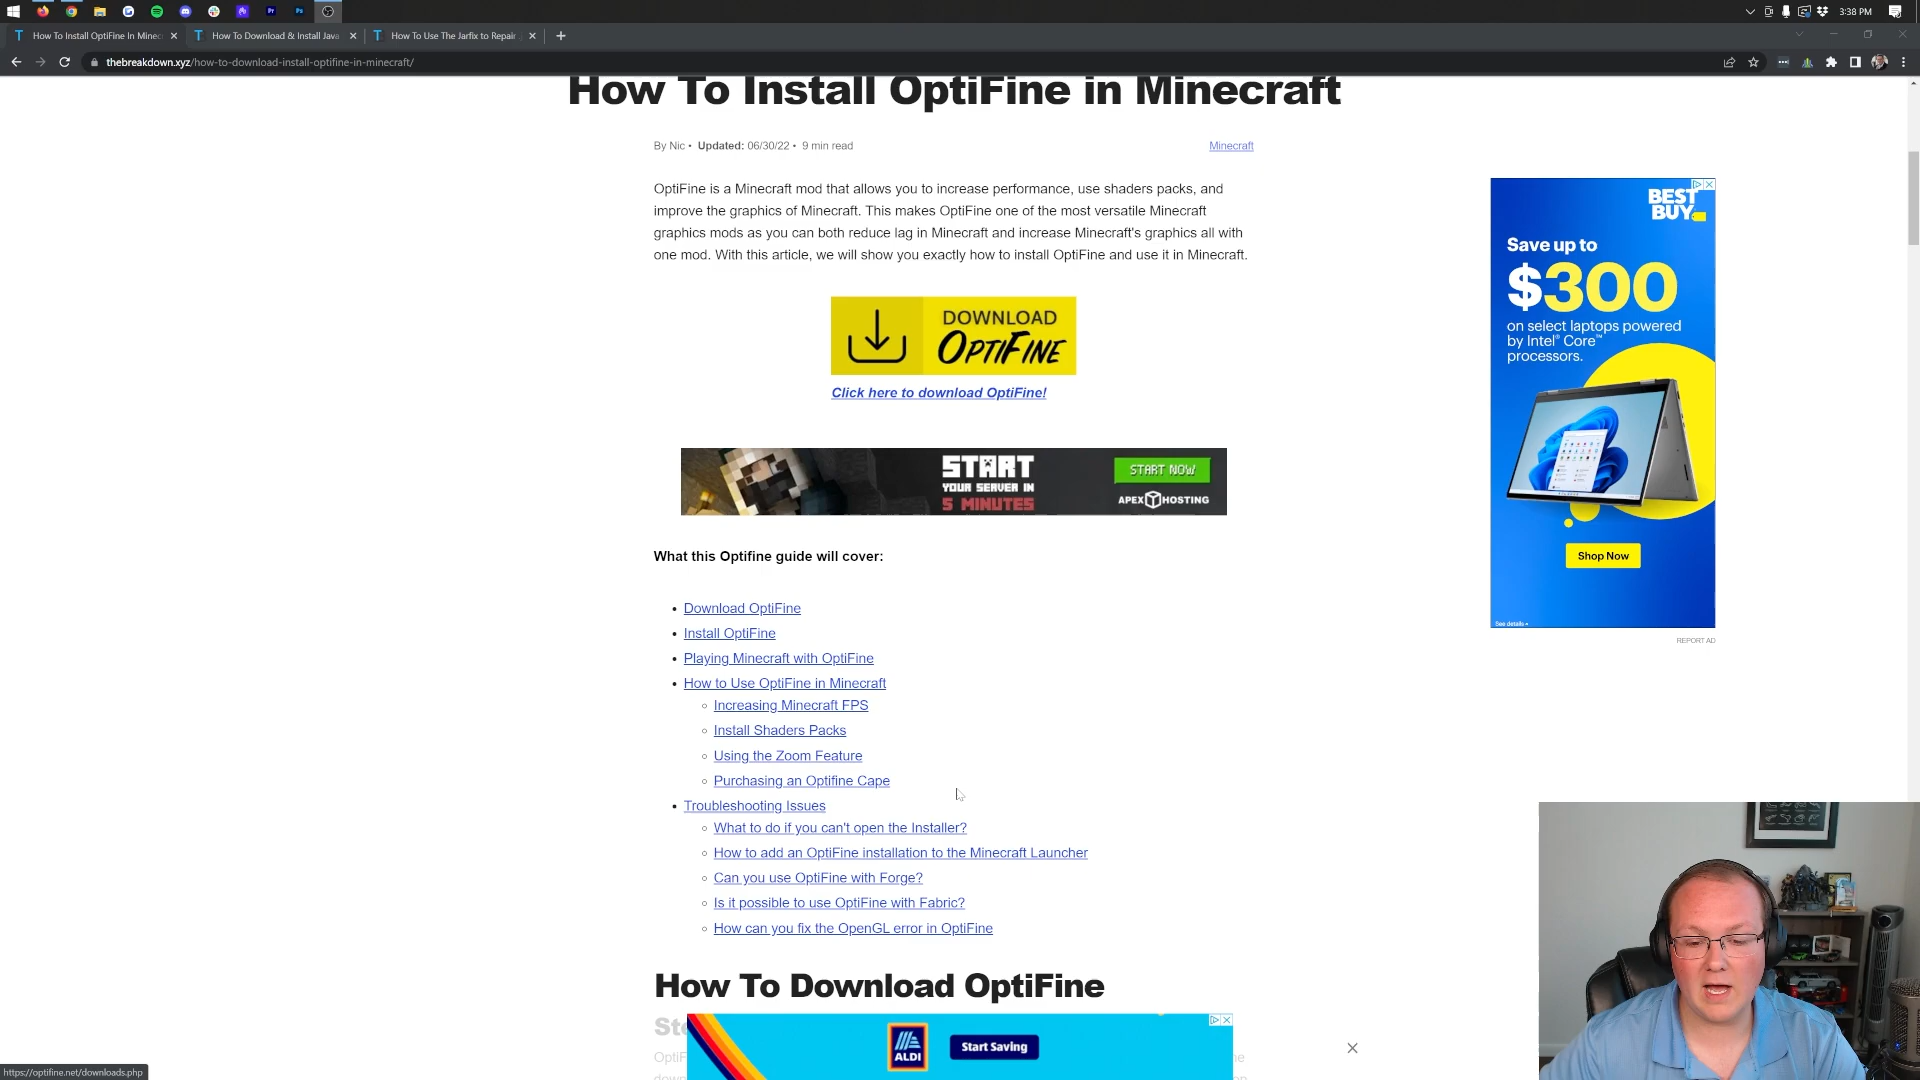 3:38 PM
How To Install OptiFine In Minec
How To Download & Install Java
How To Use The Jarfix to Repair .J
thebreakdown.xyz/how-to-download-install-optifine-in-minecraft/
How To Install OptiFine in Minecraft
By Nic • Updated: 06/30/22 • 9 min read
Minecraft
OptiFine is a Minecraft mod that allows you to increase performance, use shaders packs, and
improve the graphics of Minecraft. This makes OptiFine one of the most versatile Minecraft
graphics mods as you can both reduce lag in Minecraft and increase Minecraft's graphics all with
one mod. With this article, we will show you exactly how to install OptiFine and use it in Minecraft.
DOWNLOAD
OPTIFINE
Click here to download OptiFine!
START
YOUR SERVER IN
5 MINUTES
START NOW
APEX HOSTING
What this Optifine guide will cover:
• Download OptiFine
• Install OptiFine
• Playing Minecraft with OptiFine
• How to Use OptiFine in Minecraft
◦ Increasing Minecraft FPS
◦ Install Shaders Packs
◦ Using the Zoom Feature
◦ Purchasing an Optifine Cape
• Troubleshooting Issues
◦ What to do if you can't open the Installer?
◦ How to add an OptiFine installation to the Minecraft Launcher
◦ Can you use OptiFine with Forge?
◦ Is it possible to use OptiFine with Fabric?
◦ How can you fix the OpenGL error in OptiFine
How To Download OptiFine
ALDI
Start Saving
BEST
BUY
Save up to
$300
on select laptops powered
by Intel® Core™
processors.
Shop Now
See details
REPORT AD
https://optifine.net/downloads.php